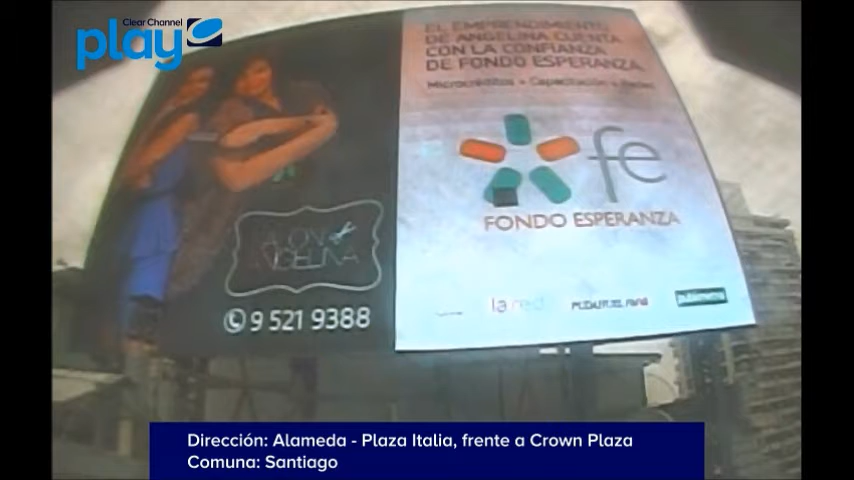 Clear Channel
play
EL EMPRENDIMIENTO
DE ANGELINA CUENTA
CON LA CONFIANZA
DE FONDO ESPERANZA
Microcréditos • Capacitación • Redes
fe
FONDO ESPERANZA
ANGELINA
9 521 9388
la red
Dirección: Alameda - Plaza Italia, frente a Crown Plaza
Comuna: Santiago